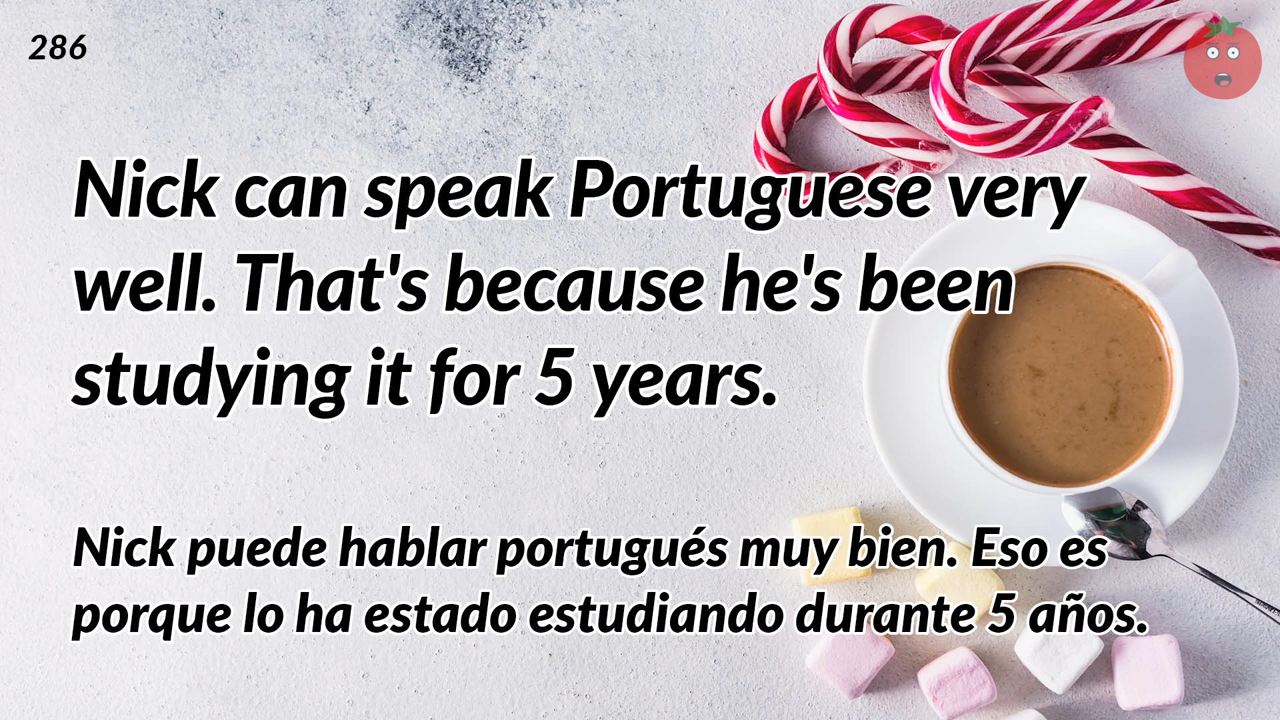 286
Nick can speak Portuguese very
well. That's because he's been
studying it for 5 years.
Nick puede hablar portugués muy bien. Eso es
porque lo ha estado estudiando durante 5 años.